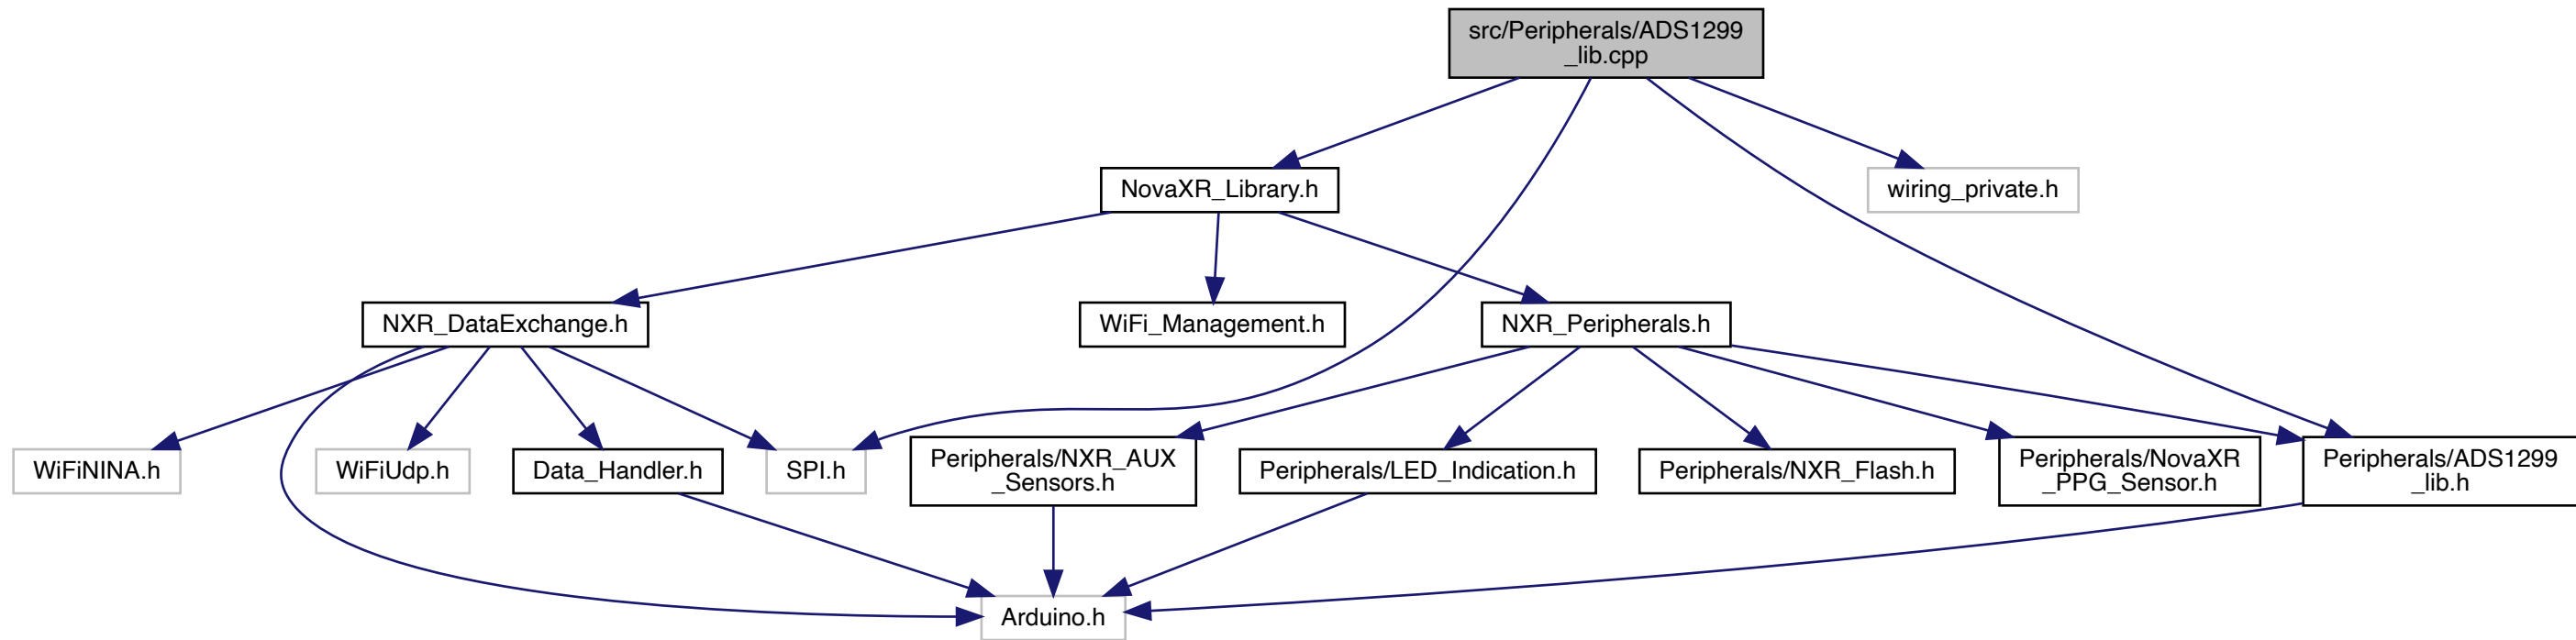 src/Peripherals/ADS1299
_lib.cpp
NovaXR_Library.h
wiring_private.h
NXR_DataExchange.h
WiFi_Management.h
NXR_Peripherals.h
WiFiNINA.h
WiFiUdp.h
Data_Handler.h
SPI.h
Peripherals/NXR_AUX
_Sensors.h
Peripherals/LED_Indication.h
Peripherals/NXR_Flash.h
Peripherals/NovaXR
_PPG_Sensor.h
Peripherals/ADS1299
_lib.h
Arduino.h